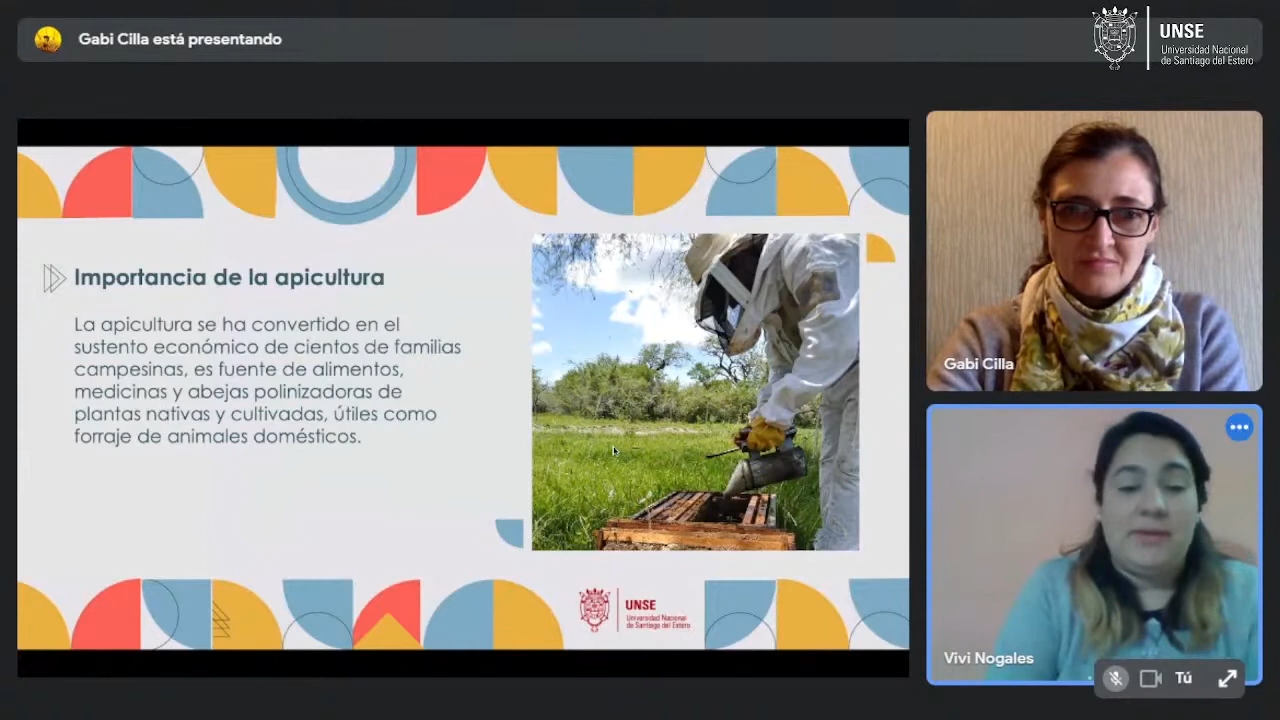 Gabi Cilla está presentando
UNSE
Universidad Nacional
de Santiago del Estero
Importancia de la apicultura
La apicultura se ha convertido en el
sustento económico de cientos de familias
campesinas, es fuente de alimentos,
medicinas y abejas polinizadoras de
plantas nativas y cultivadas, útiles como
forraje de animales domésticos.
UNSE
Universidad Nacional
de Santiago del Estero
Gabi Cilla
Vivi Nogales
Tú